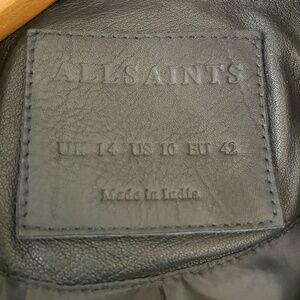 ALLSAINTS
UK 14 US 10 EU 42
Made in India